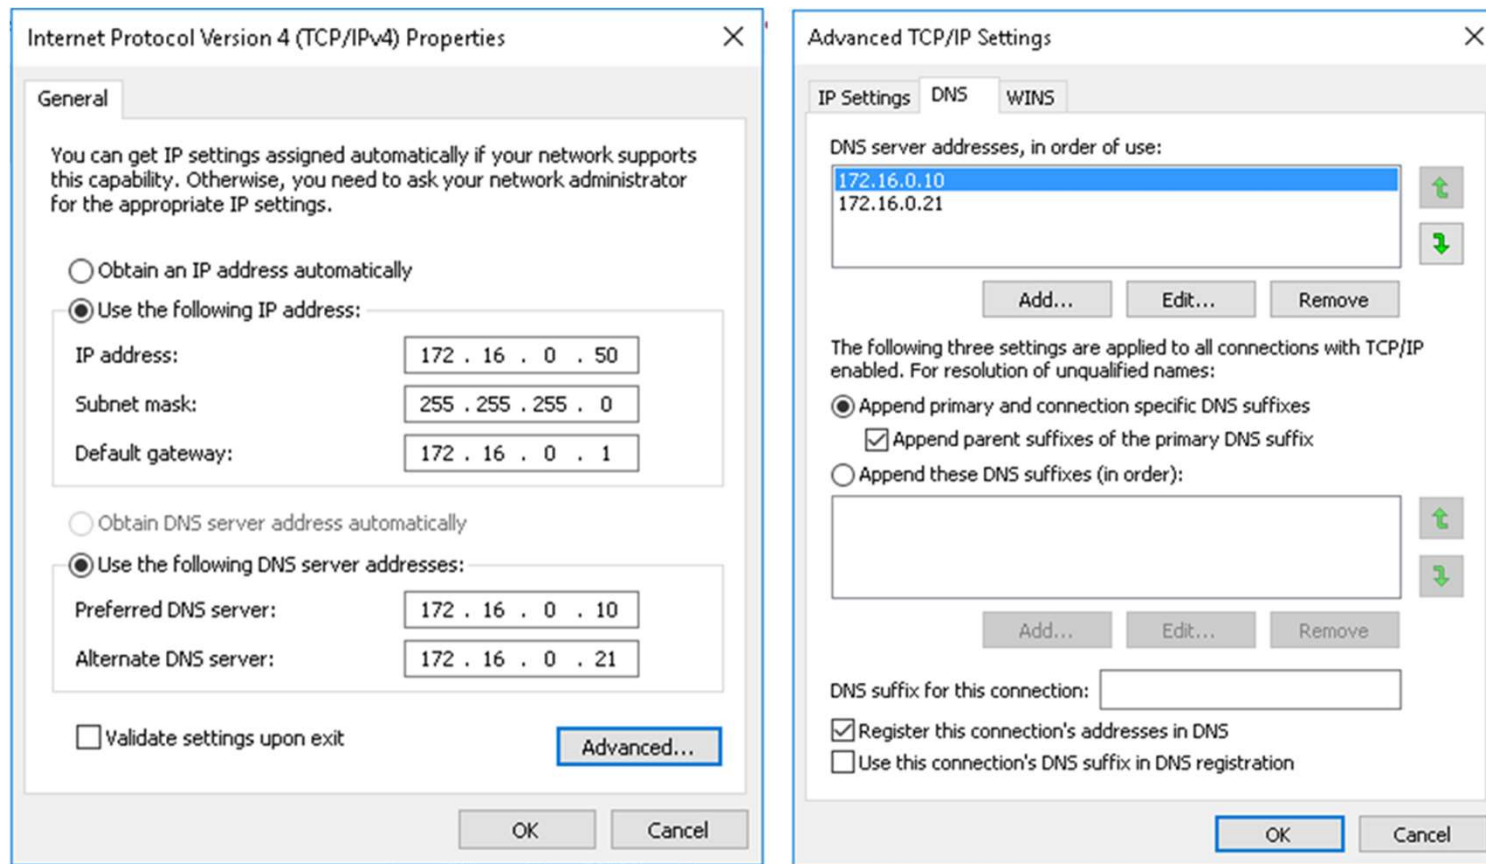 Internet Protocol Version 4 (TCP/IPv4) Properties
General
You can get IP settings assigned automatically if your network supports
this capability. Otherwise, you need to ask your network administrator
for the appropriate IP settings.
Obtain an IP address automatically
Use the following IP address:
IP address: 172 . 16 . 0 . 50
Subnet mask: 255 . 255 . 255 . 0
Default gateway: 172 . 16 . 0 . 1
Obtain DNS server address automatically
Use the following DNS server addresses:
Preferred DNS server: 172 . 16 . 0 . 10
Alternate DNS server: 172 . 16 . 0 . 21
Validate settings upon exit
Advanced...
OK Cancel
Advanced TCP/IP Settings
IP Settings DNS WINS
DNS server addresses, in order of use:
172.16.0.10
172.16.0.21
Add... Edit... Remove
The following three settings are applied to all connections with TCP/IP
enabled. For resolution of unqualified names:
Append primary and connection specific DNS suffixes
Append parent suffixes of the primary DNS suffix
Append these DNS suffixes (in order):
Add... Edit... Remove
DNS suffix for this connection:
Register this connection's addresses in DNS
Use this connection's DNS suffix in DNS registration
OK Cancel